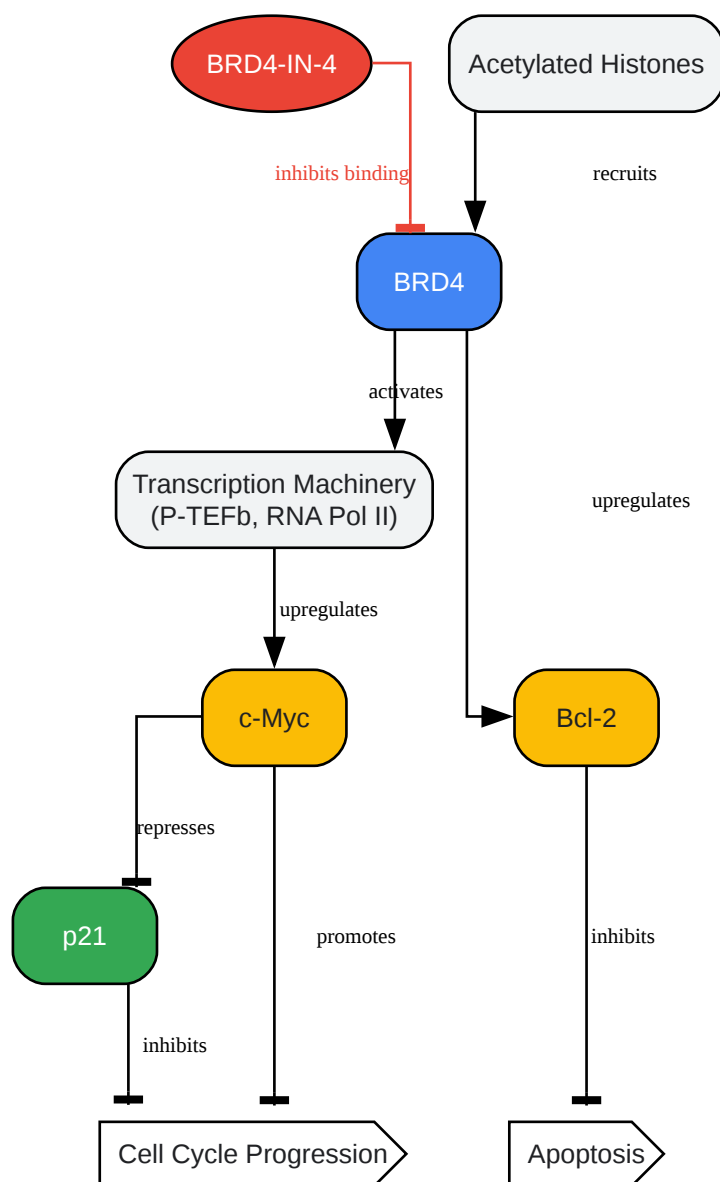 BRD4-IN-4
Acetylated Histones
inhibits binding
recruits
BRD4
activates
Transcription Machinery
(P-TEFb, RNA Pol II)
upregulates
upregulates
c-Myc
Bcl-2
represses
p21
promotes
inhibits
inhibits
Cell Cycle Progression
Apoptosis